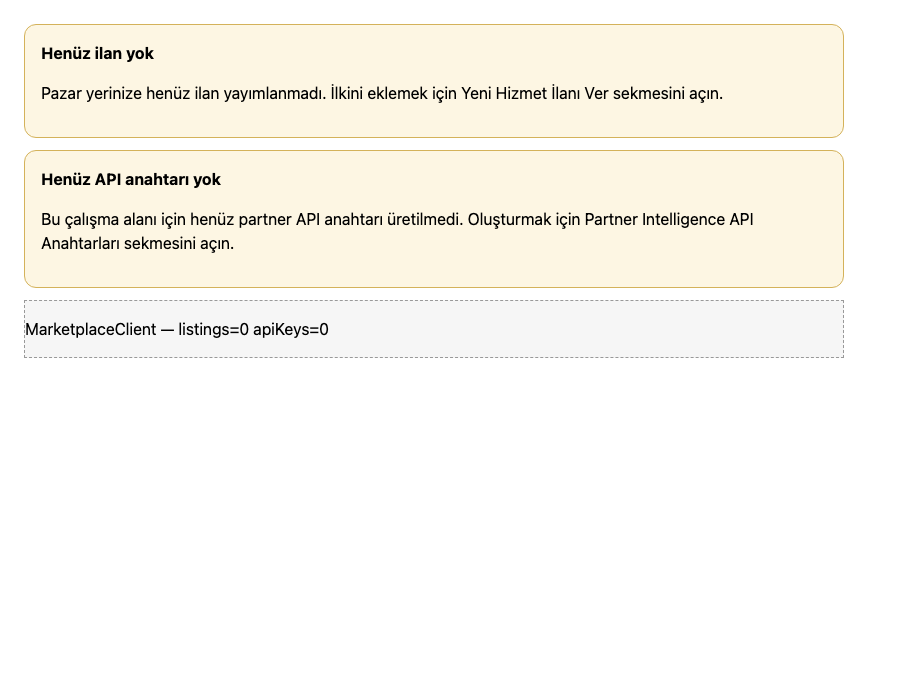 Henüz ilan yok
Pazar yerinize henüz ilan yayımlanmadı. İlkini eklemek için Yeni Hizmet İlanı Ver sekmesini açın.
Henüz API anahtarı yok
Bu çalışma alanı için henüz partner API anahtarı üretilmedi. Oluşturmak için Partner Intelligence API
Anahtarları sekmesini açın.
MarketplaceClient — listings=0 apiKeys=0